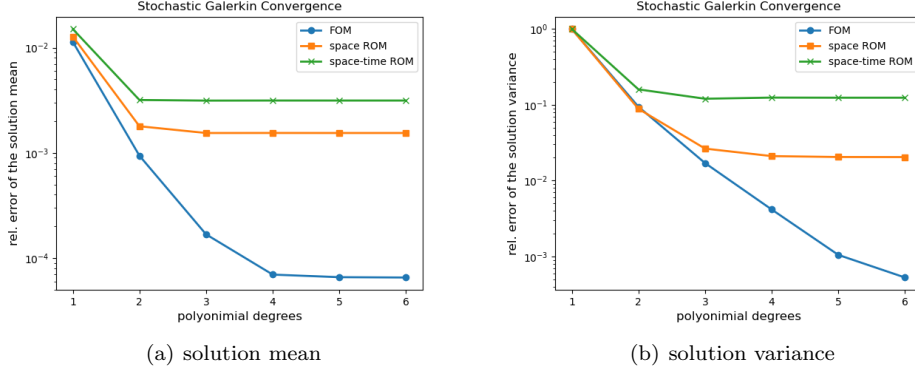 Stochastic Galerkin Convergence
FOM
space ROM
space-time ROM
10⁻²
10⁻³
10⁻⁴
rel. error of the solution mean
1 2 3 4 5 6
polyonimial degrees
(a) solution mean
Stochastic Galerkin Convergence
FOM
space ROM
space-time ROM
10⁰
10⁻¹
10⁻²
10⁻³
rel. error of the solution variance
1 2 3 4 5 6
polyonimial degrees
(b) solution variance